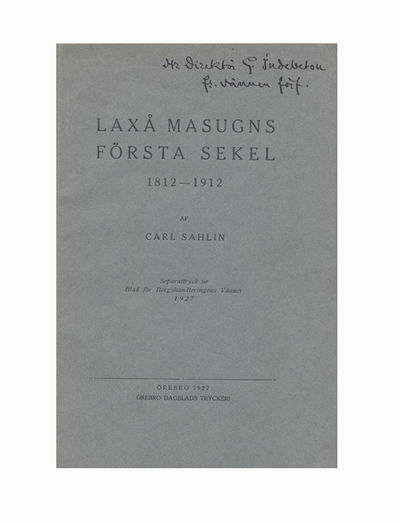 Hr Direktör G. Indebetou
fr. vännen förf.
LAXÅ MASUGNS
FÖRSTA SEKEL
1812—1912
AF
CARL SAHLIN
Separattryck ur
Blad för Bergshandteringens Vänner
1927
ÖREBRO 1927
ÖREBRO DAGBLADS TRYCKERI